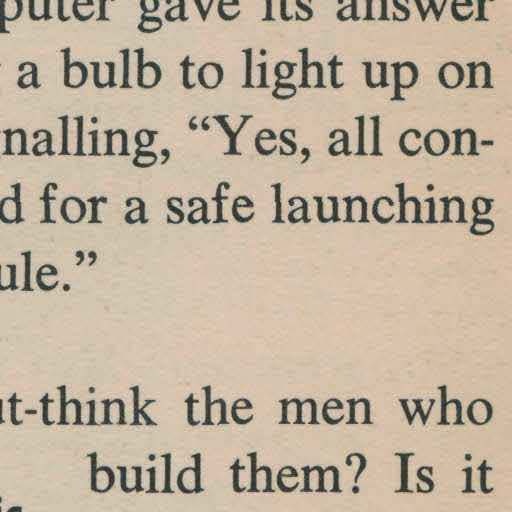 puter gave its answer
a bulb to light up on
nalling, “Yes, all con-
d for a safe launching
ule.”
ut-think the men who
build them? Is it